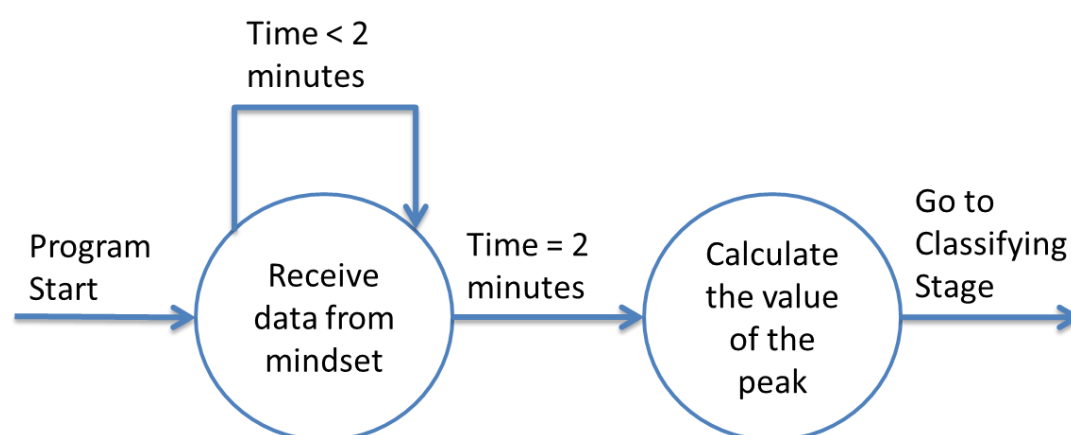 Time < 2
minutes
Program
Start
Receive
data from
mindset
Time = 2
minutes
Calculate
the value
of the
peak
Go to
Classifying
Stage